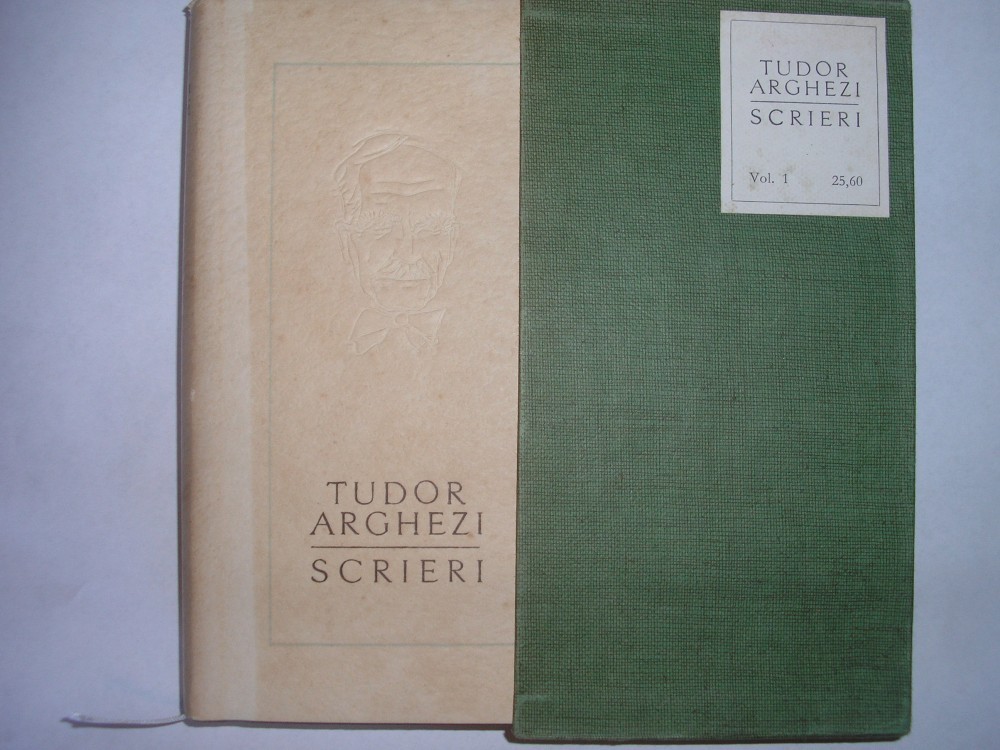 TUDOR
ARGHEZI
SCRIERI
TUDOR
ARGHEZI
SCRIERI
Vol. 1 25,60